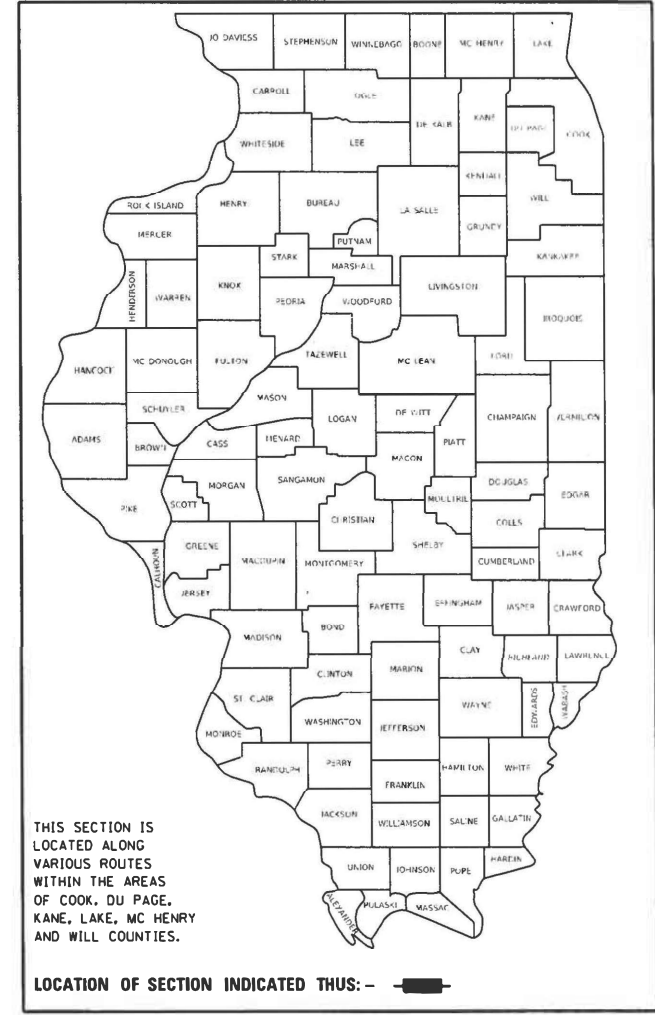 JO DAVIESS STEPHENSON WINNEBAGO BOONE MC HENRY LAKE
CARROLL OGLE DE KALB KANE DU PAGE COOK
WHITESIDE LEE
KENDALL
ROCK ISLAND HENRY BUREAU LA SALLE WILL
MERCER PUTNAM GRUNDY
STARK MARSHALL KANKAKEE
HENDERSON WARREN KNOX PEORIA WOODFORD LIVINGSTON
IROQUOIS
HANCOCK MC DONOUGH FULTON TAZEWELL MC LEAN FORD
MASON
SCHUYLER LOGAN DE WITT CHAMPAIGN VERMILION
ADAMS BROWN CASS MENARD MACON PIATT
PIKE SCOTT MORGAN SANGAMON MOULTRIE DOUGLAS EDGAR
CHRISTIAN COLES
CALHOUN GREENE MACOUPIN MONTGOMERY SHELBY CUMBERLAND CLARK
JERSEY
MADISON BOND FAYETTE EFFINGHAM JASPER CRAWFORD
CLINTON MARION CLAY RICHLAND LAWRENCE
ST. CLAIR WAYNE EDWARDS WABASH
MONROE WASHINGTON JEFFERSON
RANDOLPH PERRY HAMILTON WHITE
FRANKLIN
JACKSON WILLIAMSON SALINE GALLATIN
UNION JOHNSON POPE HARDIN
ALEXANDER PULASKI MASSAC
THIS SECTION IS
LOCATED ALONG
VARIOUS ROUTES
WITHIN THE AREAS
OF COOK, DU PAGE,
KANE, LAKE, MC HENRY
AND WILL COUNTIES.
LOCATION OF SECTION INDICATED THUS: -